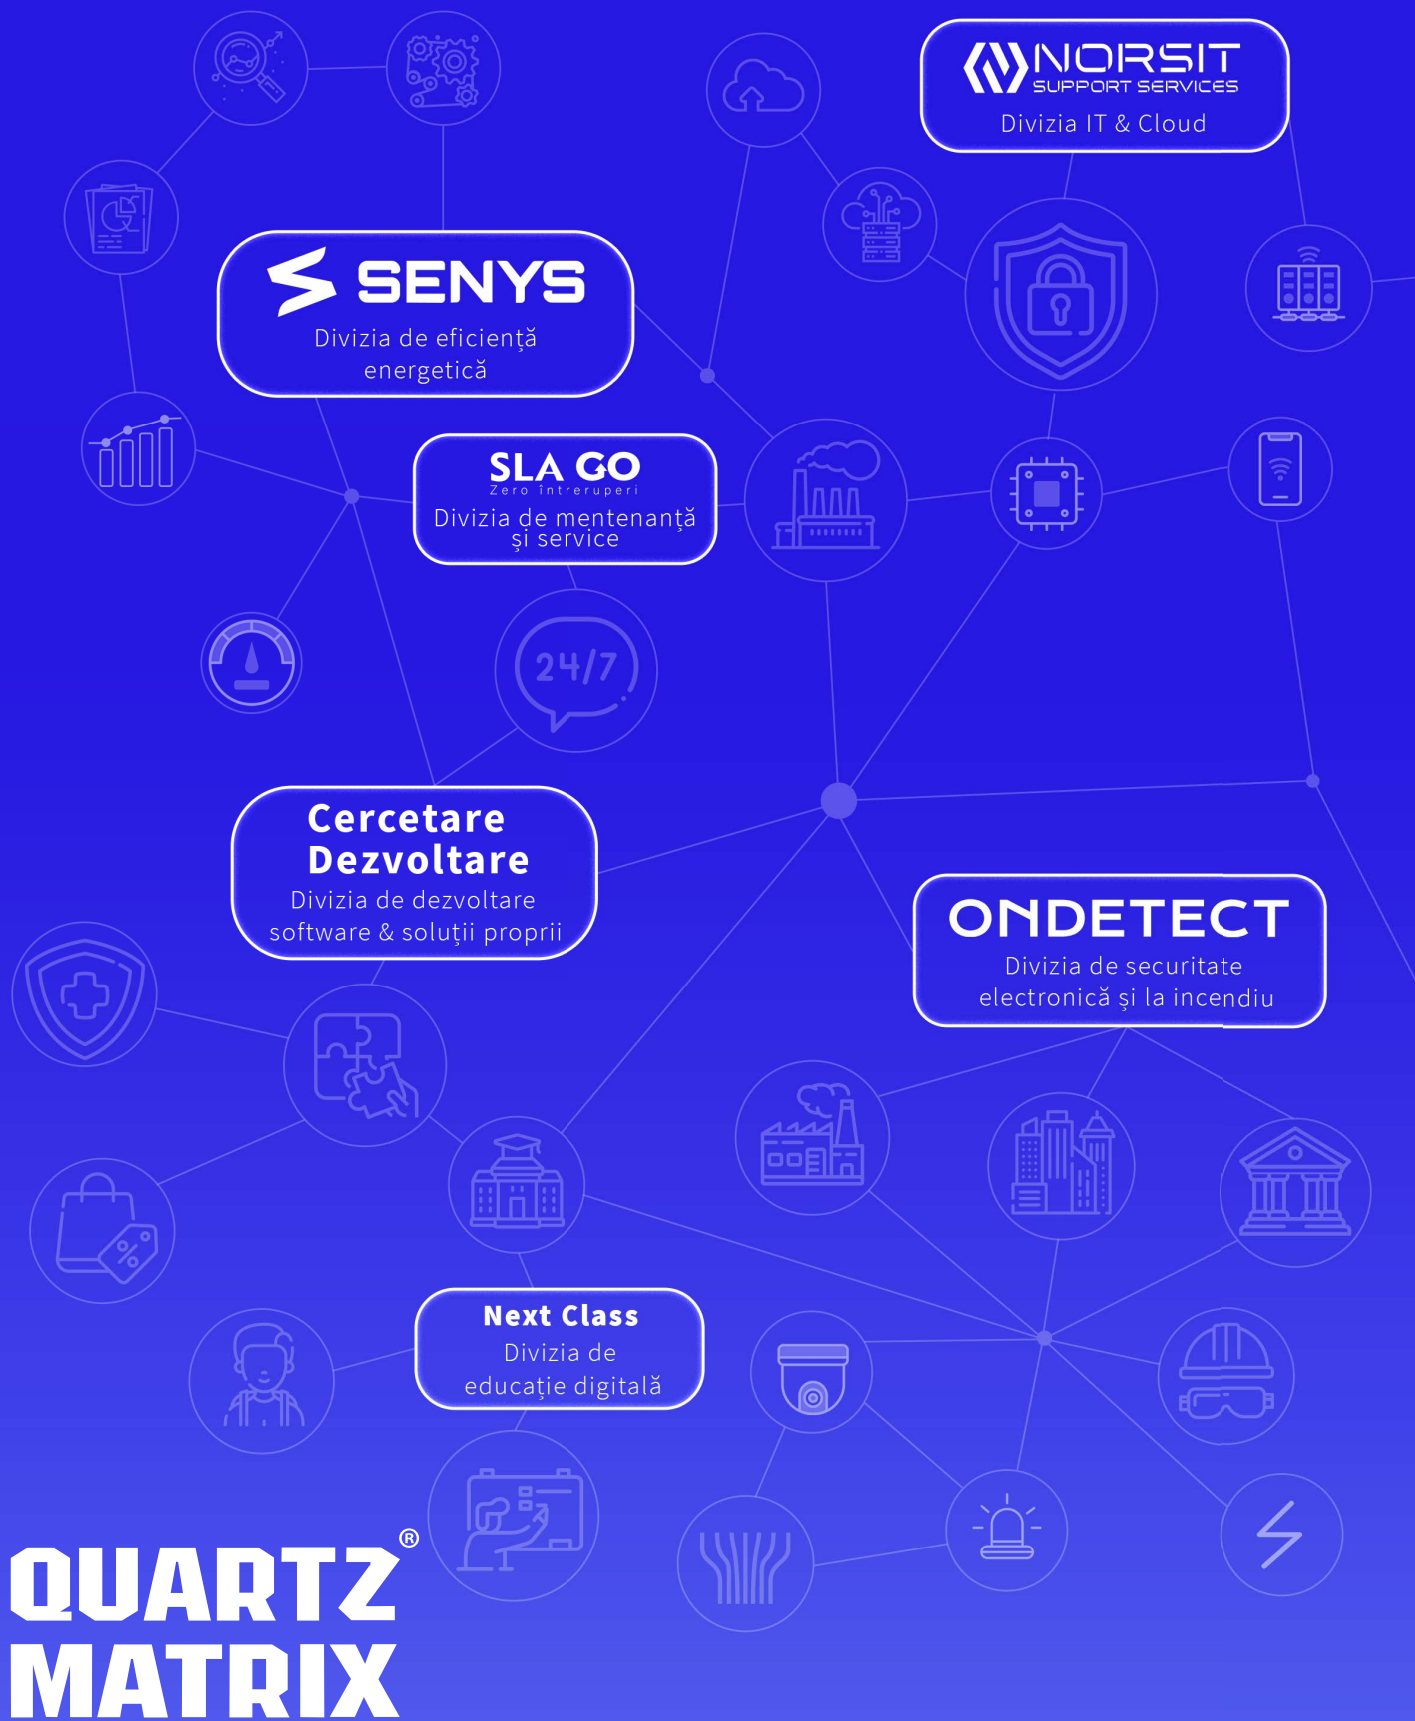 NORSIT
SUPPORT SERVICES
Divizia IT & Cloud
SENYS
Divizia de eficiență
energetică
SLA GO
Zero întreruperi
Divizia de mentenanță
și service
24/7
Cercetare
Dezvoltare
Divizia de dezvoltare
software & soluții proprii
ONDETECT
Divizia de securitate
electronică și la incendiu
Next Class
Divizia de
educație digitală
QUARTZ®
MATRIX